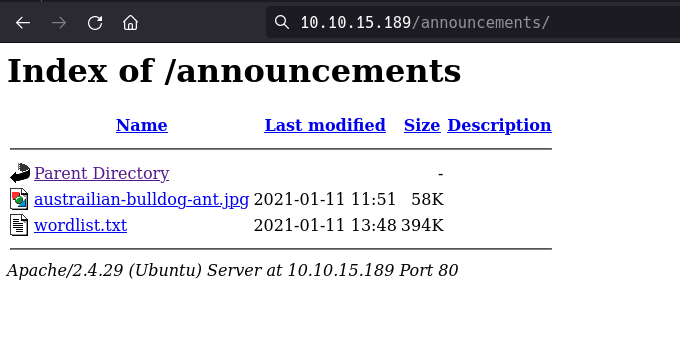 10.10.15.189/announcements/
Index of /announcements
Name Last modified Size Description
Parent Directory -
austrailian-bulldog-ant.jpg 2021-01-11 11:51 58K
wordlist.txt 2021-01-11 13:48 394K
Apache/2.4.29 (Ubuntu) Server at 10.10.15.189 Port 80